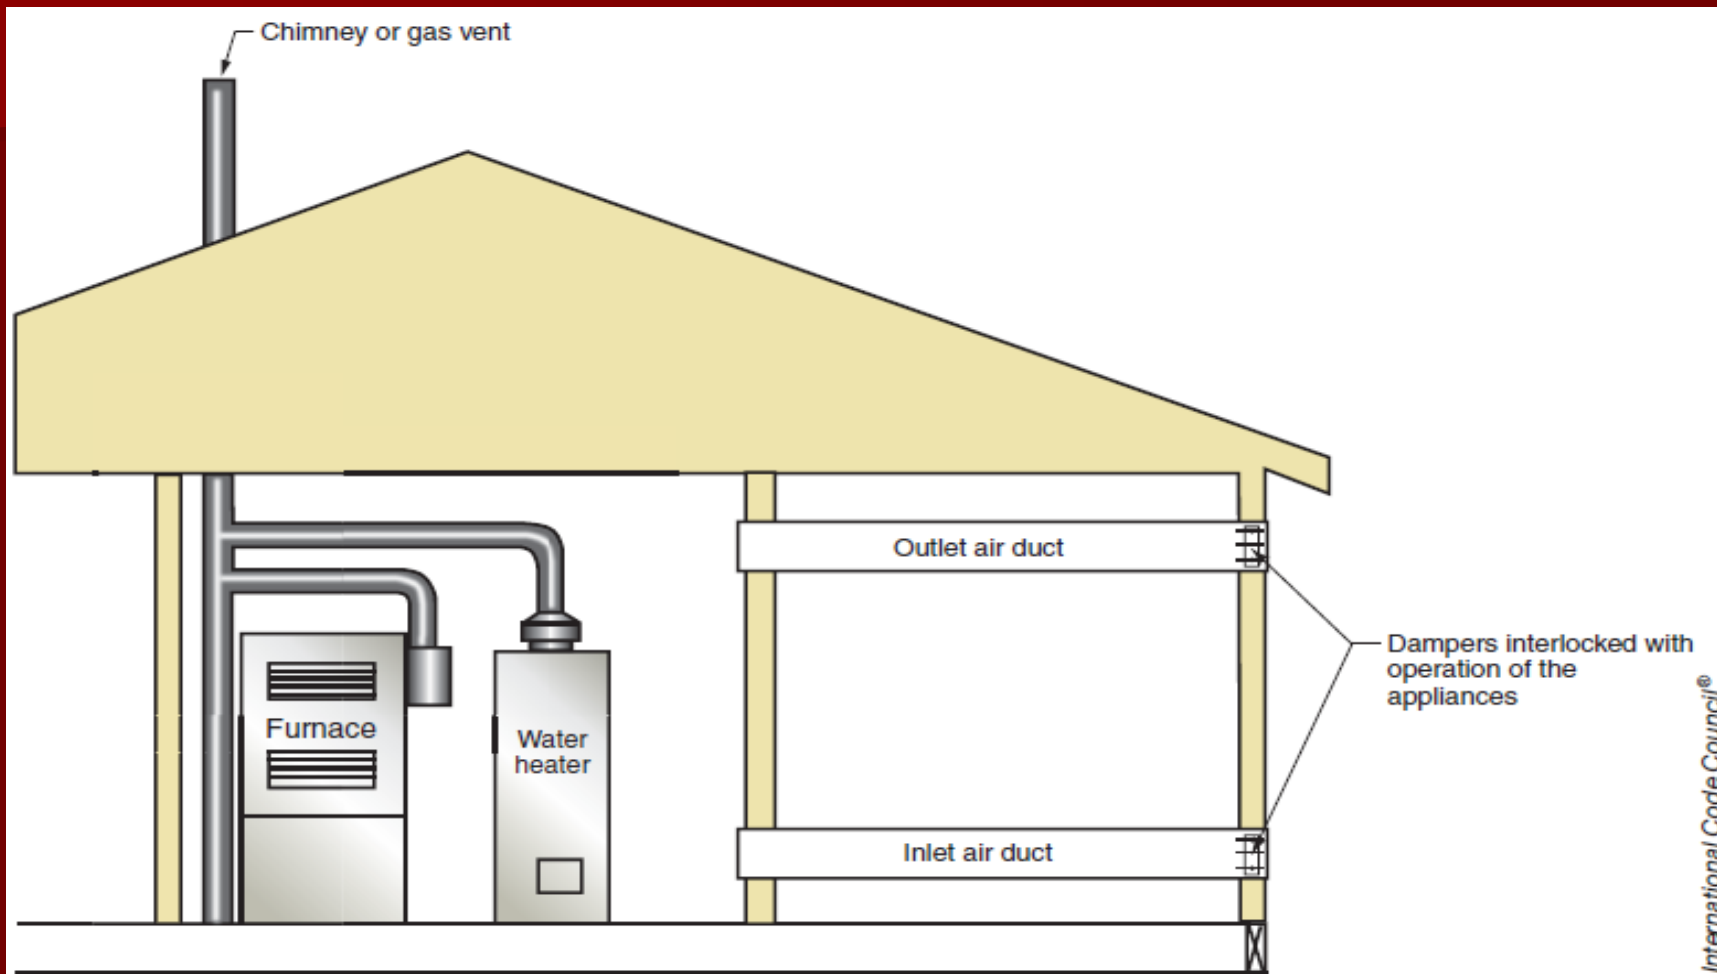 Chimney or gas vent
Outlet air duct
Dampers interlocked with
operation of the
appliances
Furnace
Water
heater
Inlet air duct
International Code Council®